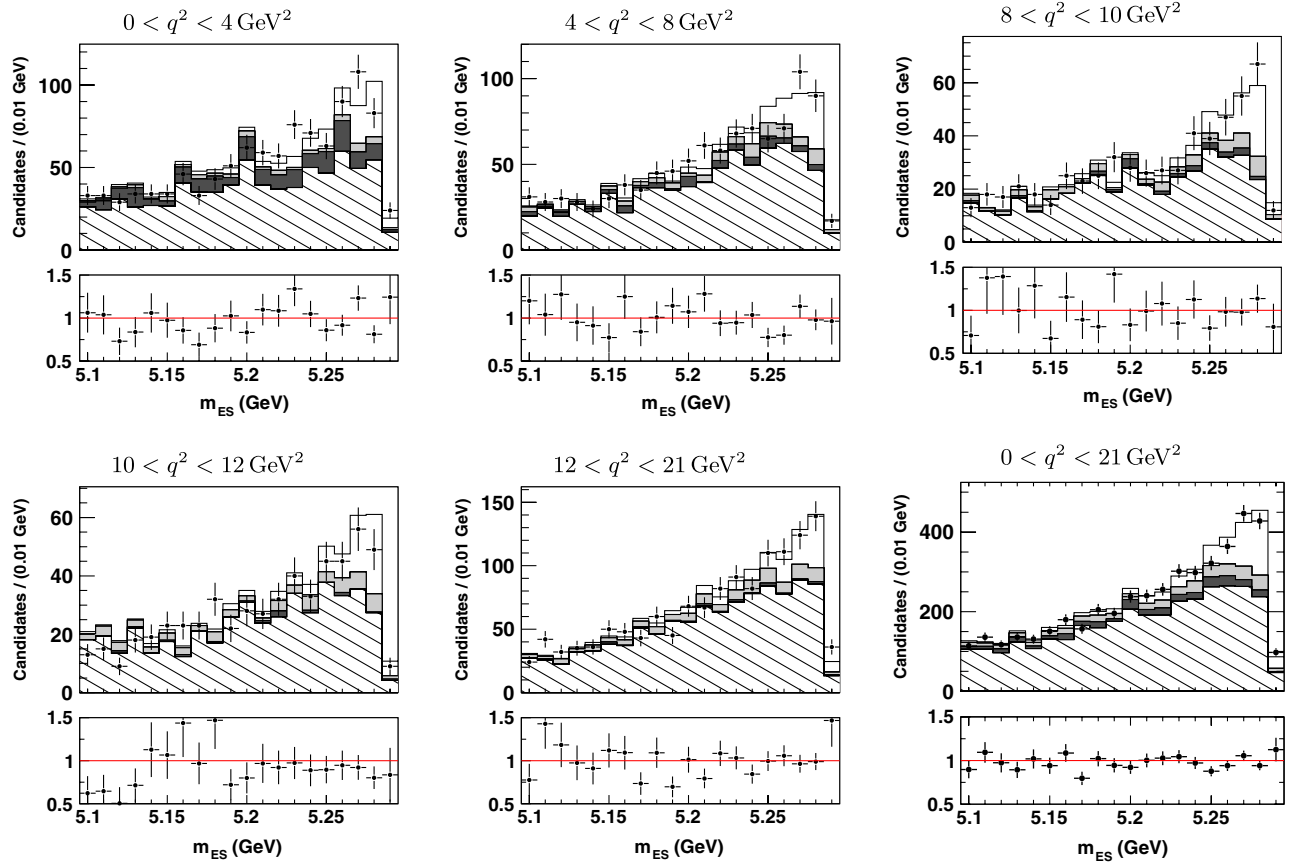 0 < q² < 4 GeV²
Candidates / (0.01 GeV)
100
50
0
1.5
1
0.5
5.1 5.15 5.2 5.25
m_ES (GeV)
4 < q² < 8 GeV²
Candidates / (0.01 GeV)
100
50
0
1.5
1
0.5
5.1 5.15 5.2 5.25
m_ES (GeV)
8 < q² < 10 GeV²
Candidates / (0.01 GeV)
60
40
20
0
1.5
1
0.5
5.1 5.15 5.2 5.25
m_ES (GeV)
10 < q² < 12 GeV²
Candidates / (0.01 GeV)
60
40
20
0
1.5
1
0.5
5.1 5.15 5.2 5.25
m_ES (GeV)
12 < q² < 21 GeV²
Candidates / (0.01 GeV)
150
100
50
0
1.5
1
0.5
5.1 5.15 5.2 5.25
m_ES (GeV)
0 < q² < 21 GeV²
Candidates / (0.01 GeV)
400
200
0
1.5
1
0.5
5.1 5.15 5.2 5.25
m_ES (GeV)